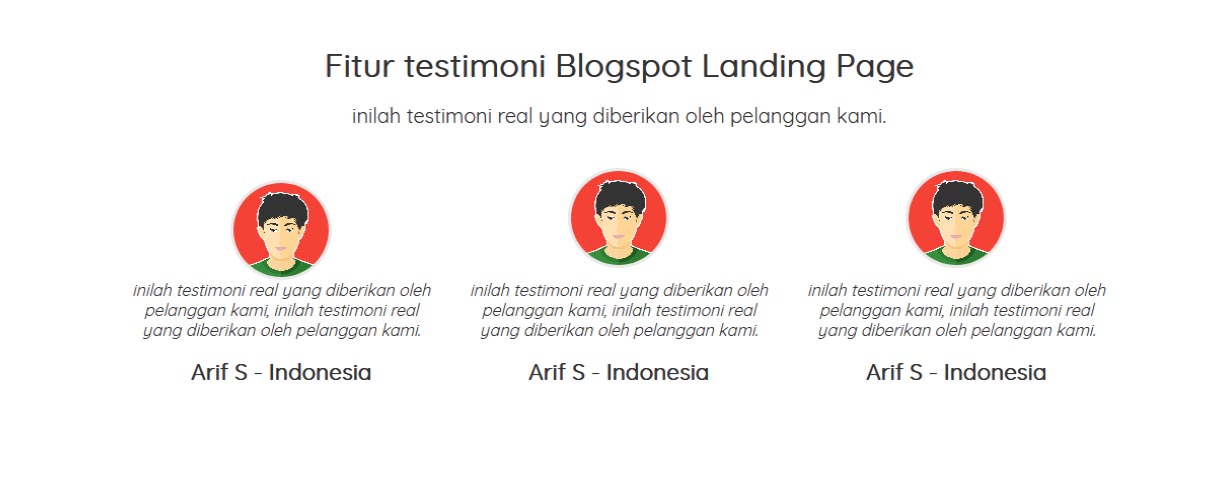 Fitur testimoni Blogspot Landing Page
inilah testimoni real yang diberikan oleh pelanggan kami.
inilah testimoni real yang diberikan oleh
pelanggan kami, inilah testimoni real
yang diberikan oleh pelanggan kami.
Arif S - Indonesia
inilah testimoni real yang diberikan oleh
pelanggan kami, inilah testimoni real
yang diberikan oleh pelanggan kami.
Arif S - Indonesia
inilah testimoni real yang diberikan oleh
pelanggan kami, inilah testimoni real
yang diberikan oleh pelanggan kami.
Arif S - Indonesia